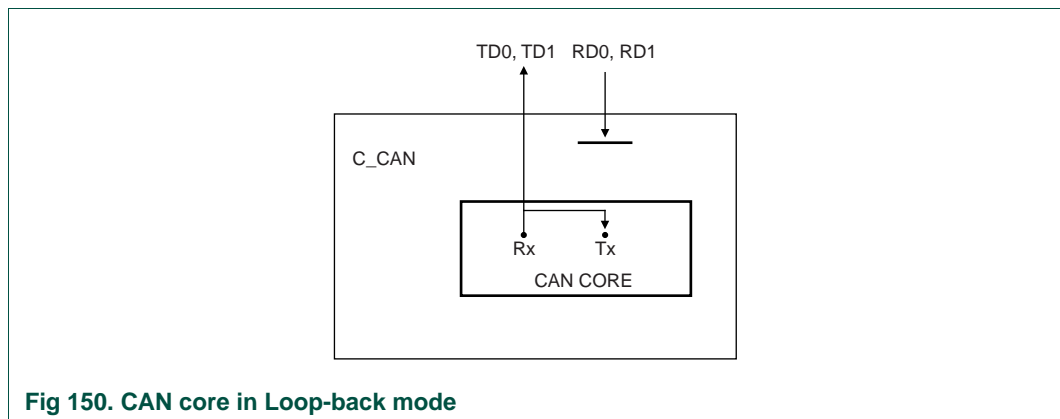 TD0, TD1 RD0, RD1
C_CAN
Rx Tx
CAN CORE
Fig 150. CAN core in Loop-back mode